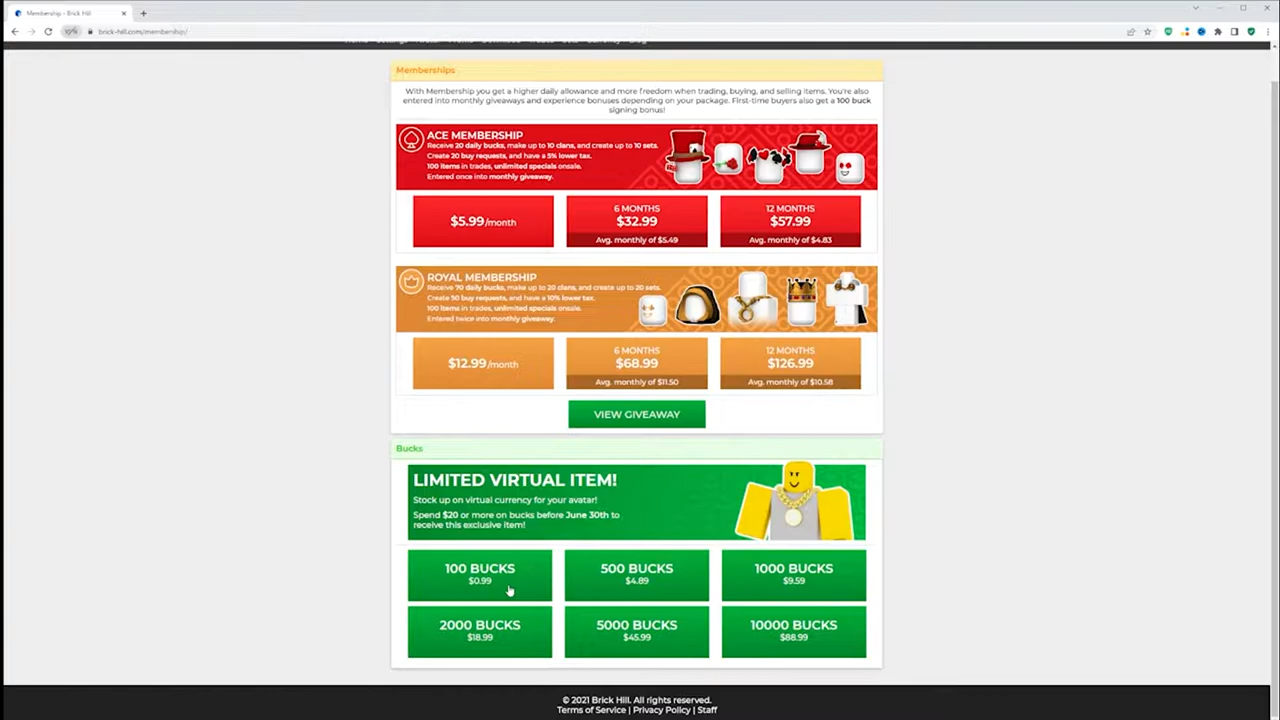 Membership - Brick Hill
brick-hill.com/membership/
Memberships
With Membership you get a higher daily allowance and more freedom when trading, buying, and selling items. You're also
entered into monthly giveaways and experience bonuses depending on your package. First-time buyers also get a 100 buck
signing bonus!
ACE MEMBERSHIP
Receive 20 daily bucks, make up to 10 clans, and create up to 10 sets.
Create 20 buy requests, and have a 5% lower tax.
100 items in trades, unlimited specials onsale.
Entered once into monthly giveaway.
$5.99/month
6 MONTHS
$32.99
Avg. monthly of $5.49
12 MONTHS
$57.99
Avg. monthly of $4.83
ROYAL MEMBERSHIP
Receive 70 daily bucks, make up to 20 clans, and create up to 20 sets.
Create 50 buy requests, and have a 10% lower tax.
100 items in trades, unlimited specials onsale.
Entered twice into monthly giveaway.
$12.99/month
6 MONTHS
$68.99
Avg. monthly of $11.50
12 MONTHS
$126.99
Avg. monthly of $10.58
VIEW GIVEAWAY
Bucks
LIMITED VIRTUAL ITEM!
Stock up on virtual currency for your avatar!
Spend $20 or more on bucks before June 30th to
receive this exclusive item!
100 BUCKS
$0.99
500 BUCKS
$4.89
1000 BUCKS
$9.59
2000 BUCKS
$18.99
5000 BUCKS
$45.99
10000 BUCKS
$88.99
© 2021 Brick Hill. All rights reserved.
Terms of Service | Privacy Policy | Staff